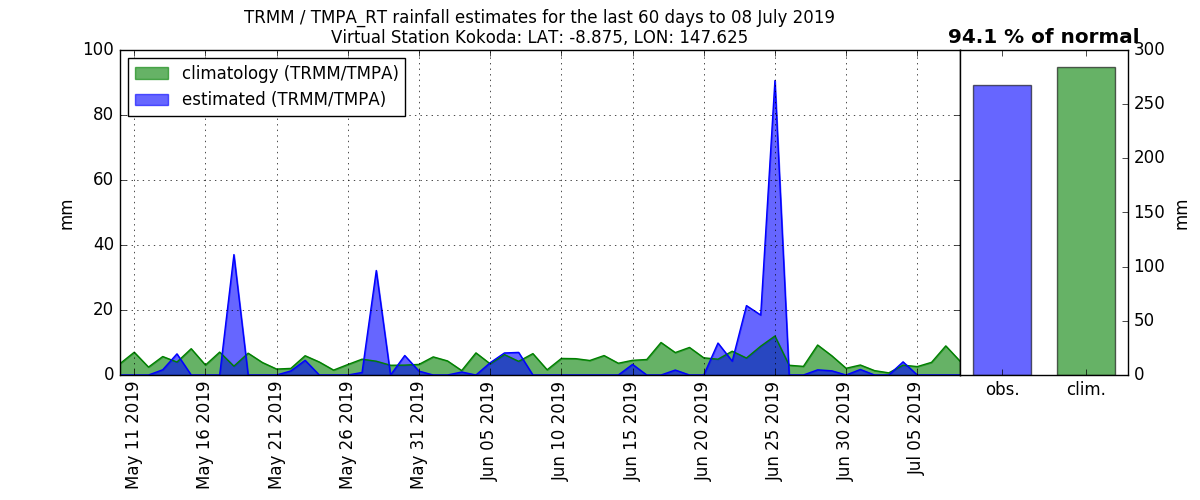 TRMM / TMPA_RT rainfall estimates for the last 60 days to 08 July 2019
Virtual Station Kokoda: LAT: -8.875, LON: 147.625
94.1 % of normal
climatology (TRMM/TMPA)
estimated (TRMM/TMPA)
100
80
60
40
20
0
mm
May 11 2019
May 16 2019
May 21 2019
May 26 2019
May 31 2019
Jun 05 2019
Jun 10 2019
Jun 15 2019
Jun 20 2019
Jun 25 2019
Jun 30 2019
Jul 05 2019
obs.
clim.
300
250
200
150
100
50
0
mm